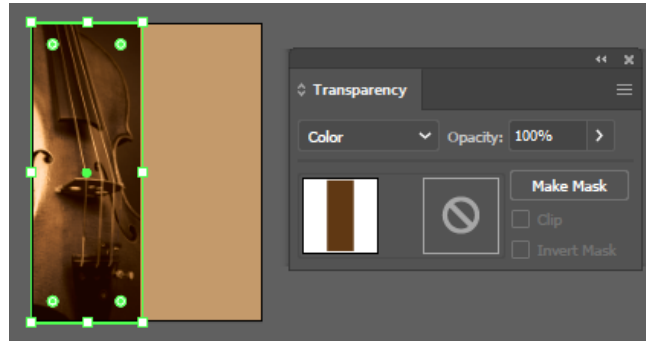 Transparency
Color Opacity: 100%
Make Mask
Clip
Invert Mask